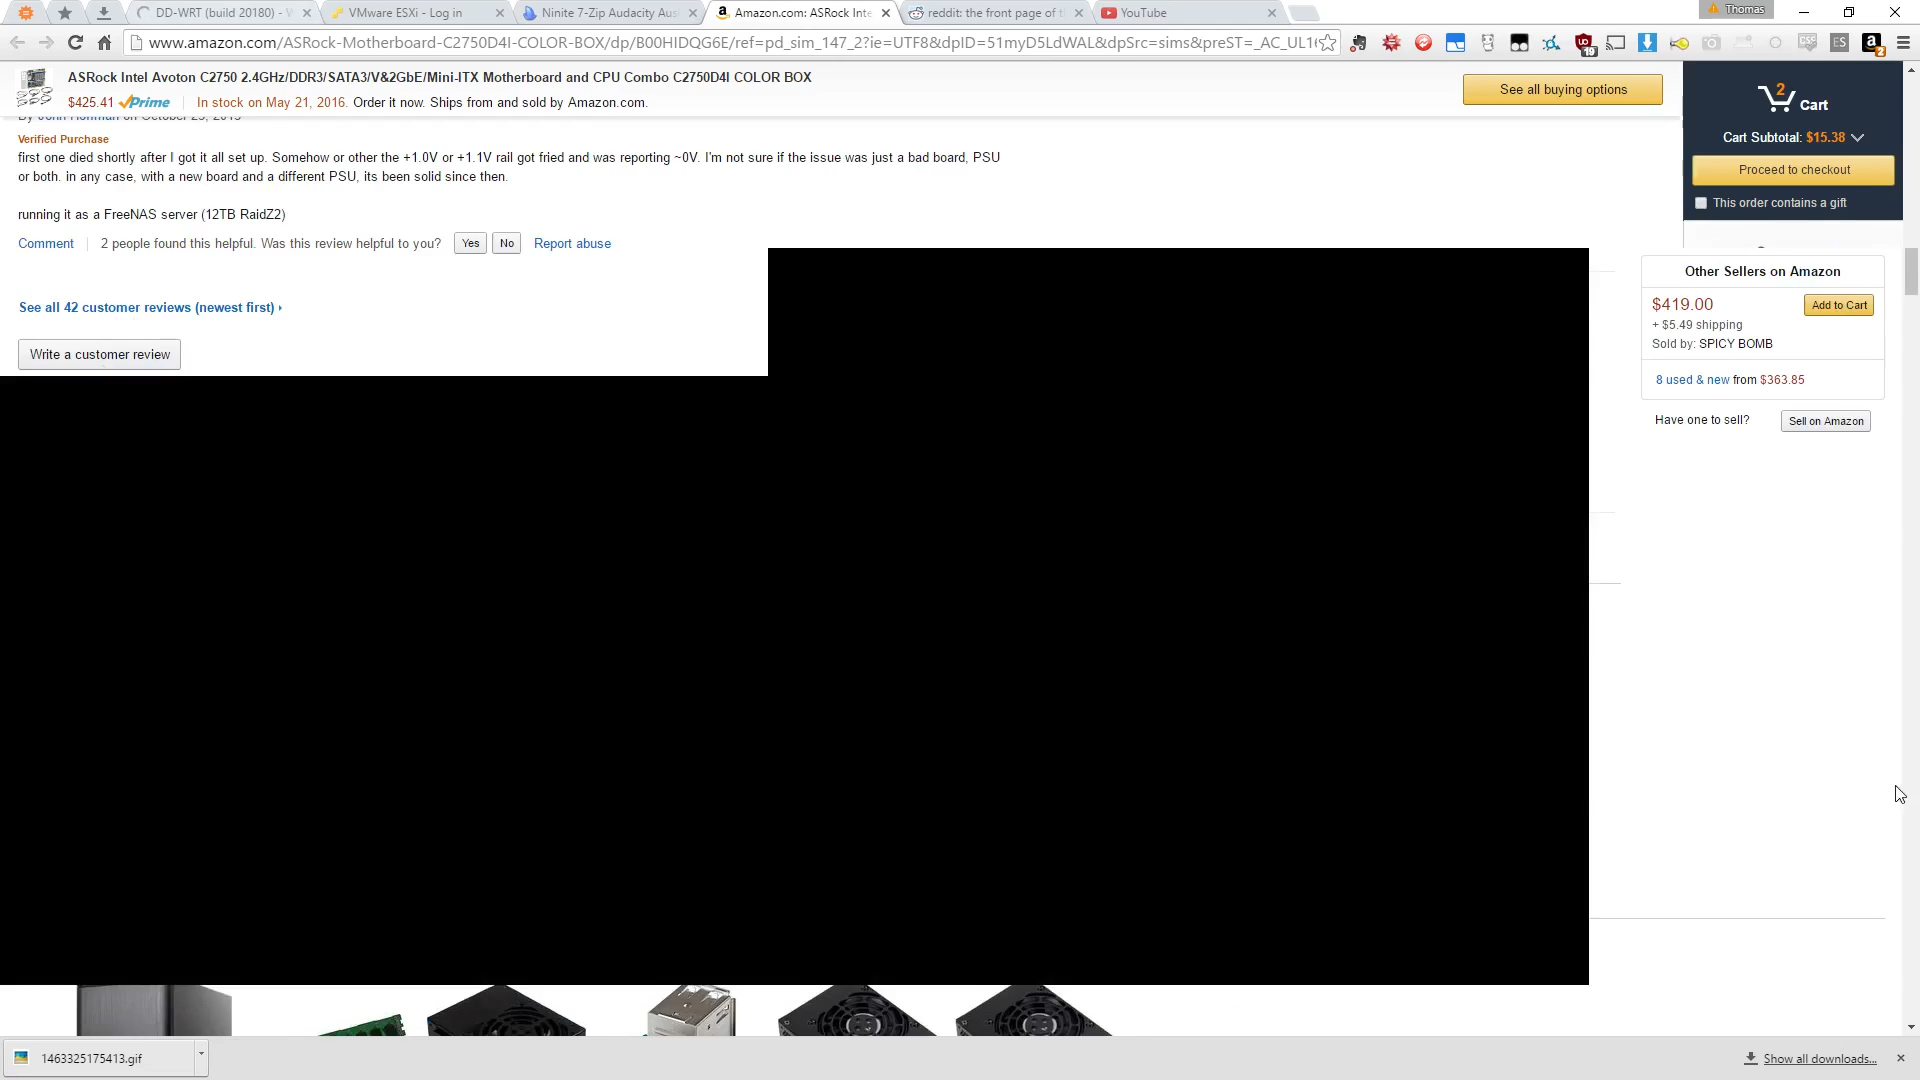 DD-WRT (build 20180) - 
VMware ESXi - Log in
Ninite 7-Zip Audacity Aus
Amazon.com: ASRock Inte
reddit: the front page of t
YouTube
Thomas
www.amazon.com/ASRock-Motherboard-C2750D4I-COLOR-BOX/dp/B00HIDQG6E/ref=pd_sim_147_2?ie=UTF8&dpID=51myD5LdWAL&dpSrc=sims&preST=_AC_UL1
19
CSS
ES
2
ASRock Intel Avoton C2750 2.4GHz/DDR3/SATA3/V&2GbE/Mini-ITX Motherboard and CPU Combo C2750D4I COLOR BOX
$425.41 Prime In stock on May 21, 2016. Order it now. Ships from and sold by Amazon.com.
See all buying options
2 Cart
Cart Subtotal: $15.38
Proceed to checkout
This order contains a gift
Verified Purchase
first one died shortly after I got it all set up. Somehow or other the +1.0V or +1.1V rail got fried and was reporting ~0V. I'm not sure if the issue was just a bad board, PSU
or both. in any case, with a new board and a different PSU, its been solid since then.
running it as a FreeNAS server (12TB RaidZ2)
Comment 2 people found this helpful. Was this review helpful to you? Yes No Report abuse
See all 42 customer reviews (newest first)
Write a customer review
Other Sellers on Amazon
$419.00 Add to Cart
+ $5.49 shipping
Sold by: SPICY BOMB
8 used & new from $363.85
Have one to sell? Sell on Amazon
1463325175413.gif
Show all downloads...